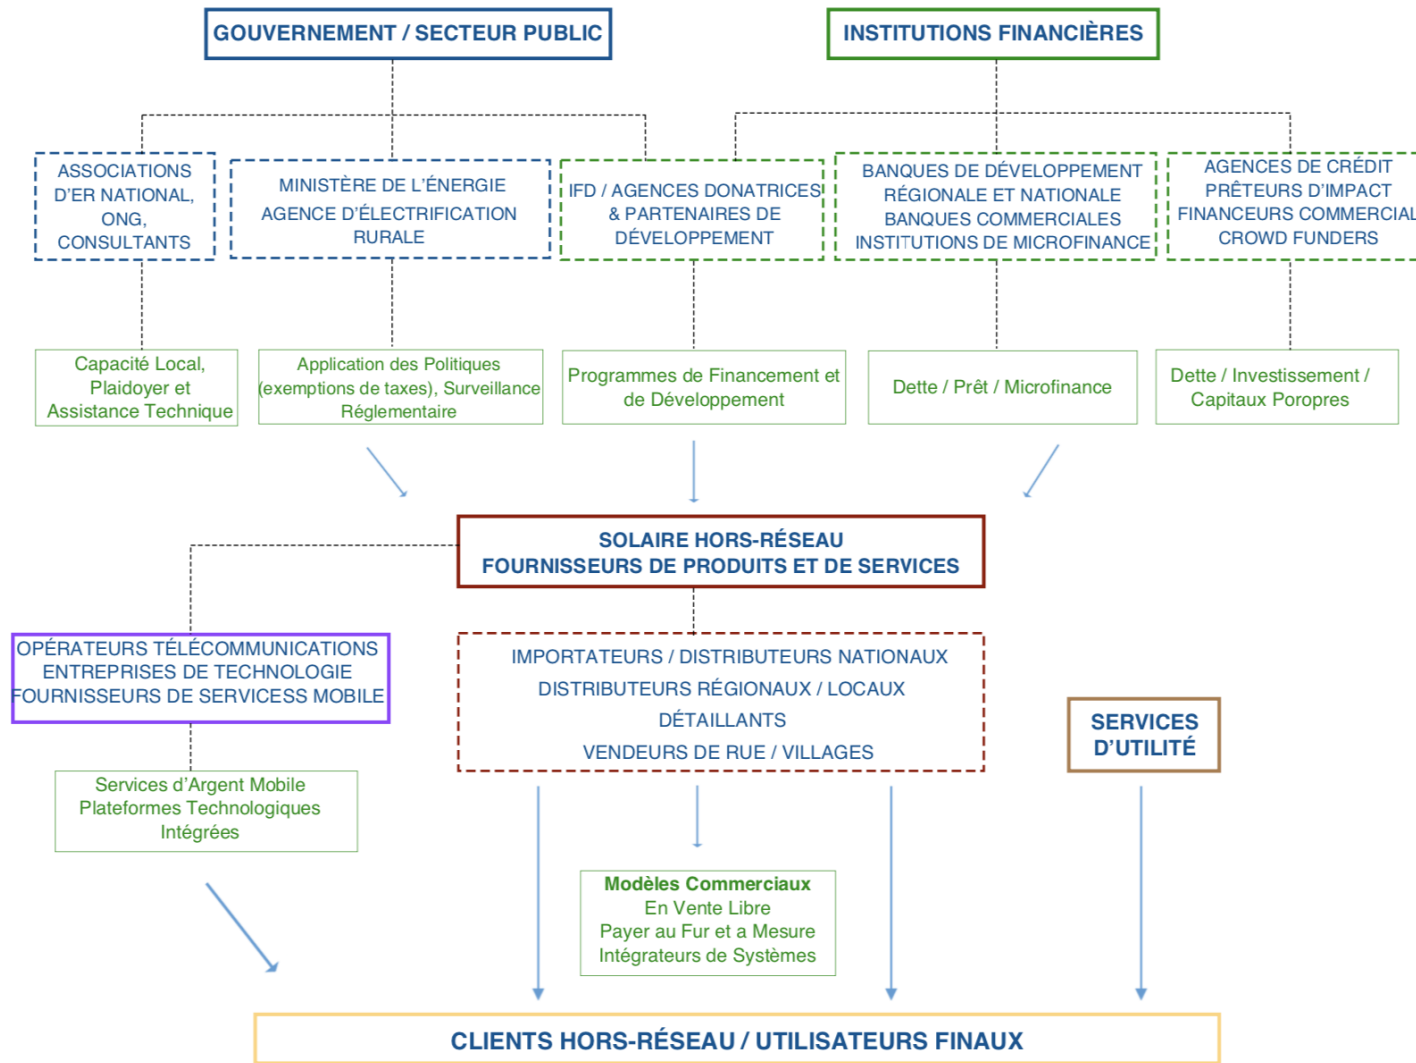 GOUVERNEMENT / SECTEUR PUBLIC
INSTITUTIONS FINANCIÈRES
ASSOCIATIONS
D'ER NATIONAL,
ONG,
CONSULTANTS
MINISTÈRE DE L'ÉNERGIE
AGENCE D'ÉLECTRIFICATION
RURALE
IFD / AGENCES DONATRICES
& PARTENAIRES DE
DÉVELOPPEMENT
BANQUES DE DÉVELOPPEMENT
RÉGIONALE ET NATIONALE
BANQUES COMMERCIALES
INSTITUTIONS DE MICROFINANCE
AGENCES DE CRÉDIT
PRÊTEURS D'IMPACT
FINANCEURS COMMERCIAL
CROWD FUNDERS
Capacité Local,
Plaidoyer et
Assistance Technique
Application des Politiques
(exemptions de taxes), Surveillance
Réglementaire
Programmes de Financement et
de Développement
Dette / Prêt / Microfinance
Dette / Investissement /
Capitaux Poropres
SOLAIRE HORS-RÉSEAU
FOURNISSEURS DE PRODUITS ET DE SERVICES
OPÉRATEURS TÉLÉCOMMUNICATIONS
ENTREPRISES DE TECHNOLOGIE
FOURNISSEURS DE SERVICESS MOBILE
IMPORTATEURS / DISTRIBUTEURS NATIONAUX
DISTRIBUTEURS RÉGIONAUX / LOCAUX
DÉTAILLANTS
VENDEURS DE RUE / VILLAGES
SERVICES
D'UTILITÉ
Services d'Argent Mobile
Plateformes Technologiques
Intégrées
Modèles Commerciaux
En Vente Libre
Payer au Fur et a Mesure
Intégrateurs de Systèmes
CLIENTS HORS-RÉSEAU / UTILISATEURS FINAUX